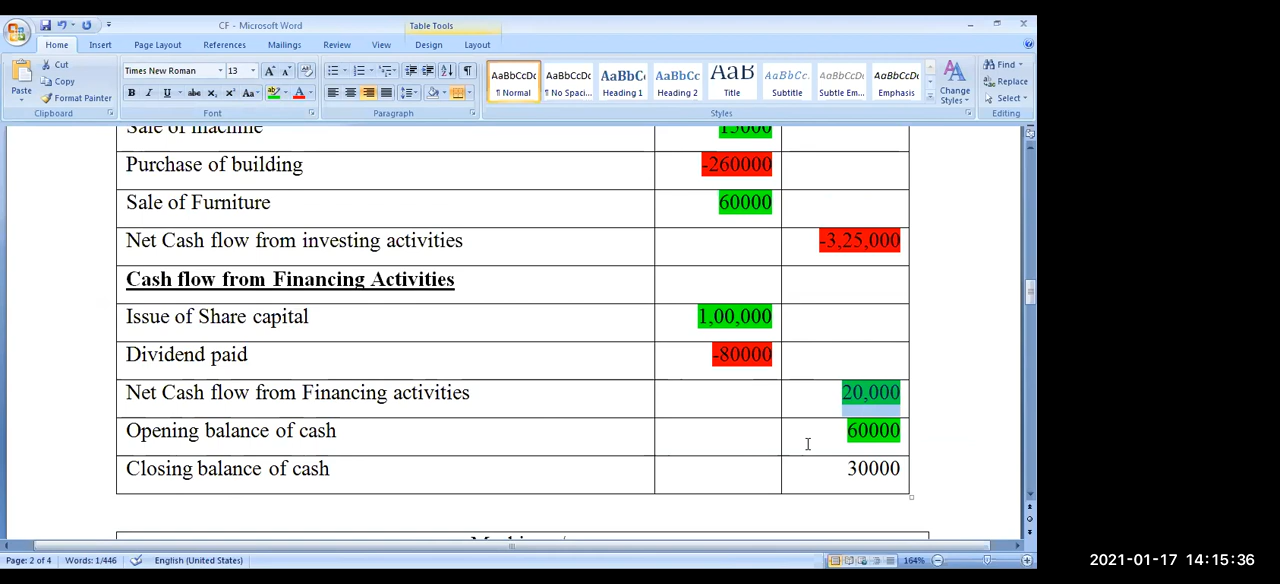 CF - Microsoft Word
Table Tools
Home Insert Page Layout References Mailings Review View Design Layout
Paste
Cut
Copy
Format Painter
Clipboard
Times New Roman 13
Font
Paragraph
AaBbCcDc AaBbCcDc AaBbC AaBbCc AaB AaBbCc. AaBbCcDc AaBbCcDc
¶ Normal ¶ No Spaci... Heading 1 Heading 2 Title Subtitle Subtle Em... Emphasis
Change
Styles
Styles
Find
Replace
Select
Editing
Sale of machine 15000
Purchase of building -260000
Sale of Furniture 60000
Net Cash flow from investing activities -3,25,000
Cash flow from Financing Activities
Issue of Share capital 1,00,000
Dividend paid -80000
Net Cash flow from Financing activities 20,000
Opening balance of cash 60000
Closing balance of cash 30000
Page: 2 of 4 Words: 1/446 English (United States) 164%
2021-01-17 14:15:36